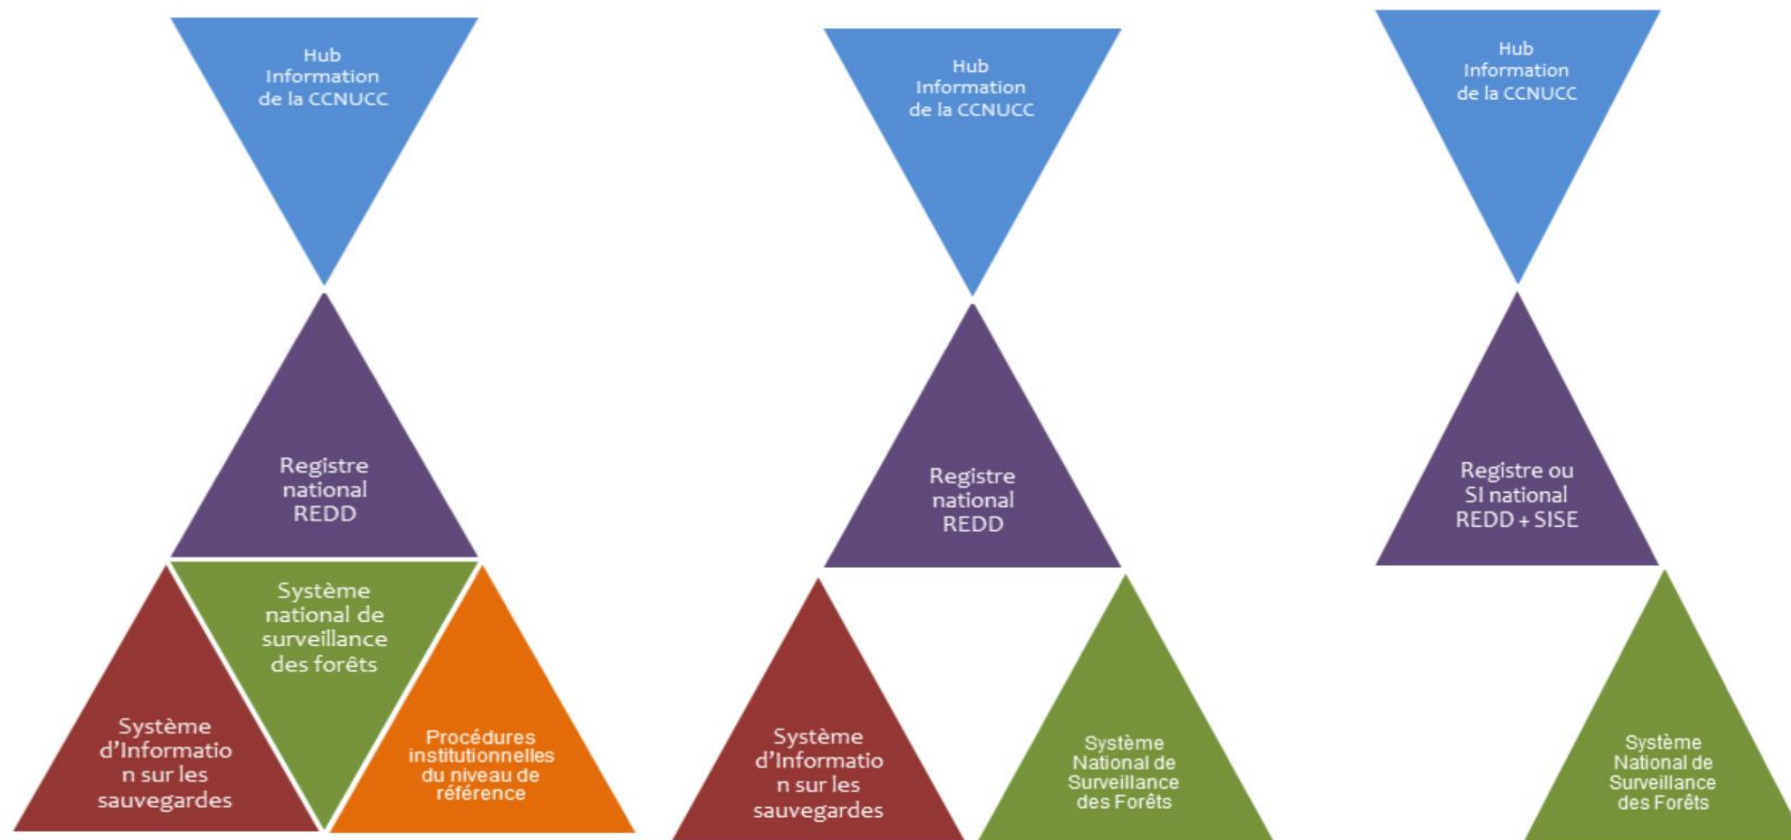 Hub
Information
de la CCNUCC
Registre
national
REDD
Système
national de
surveillance
des forêts
Système
d'Informatio
n sur les
sauvegardes
Procédures
institutionnelles
du niveau de
référence
Hub
Information
de la CCNUCC
Registre
national
REDD
Système
d'Informatio
n sur les
sauvegardes
Système
National de
Surveillance
des Forêts
Hub
Information
de la CCNUCC
Registre ou
SI national
REDD + SISE
Système
National de
Surveillance
des Forêts